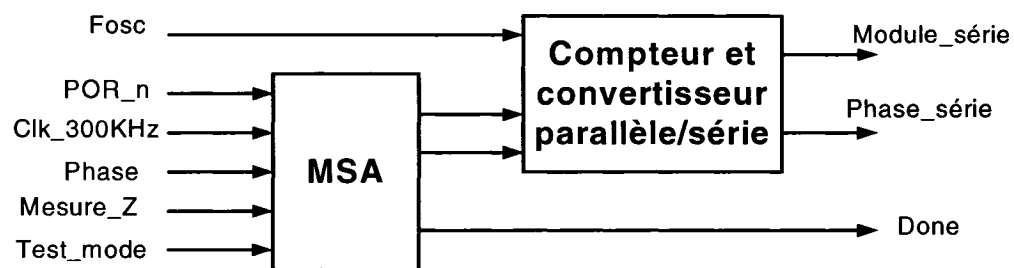 Fosc
POR_n
Clk_300KHz
Phase
Mesure_Z
Test_mode
MSA
Compteur et
convertisseur
parallèle/série
Module_série
Phase_série
Done